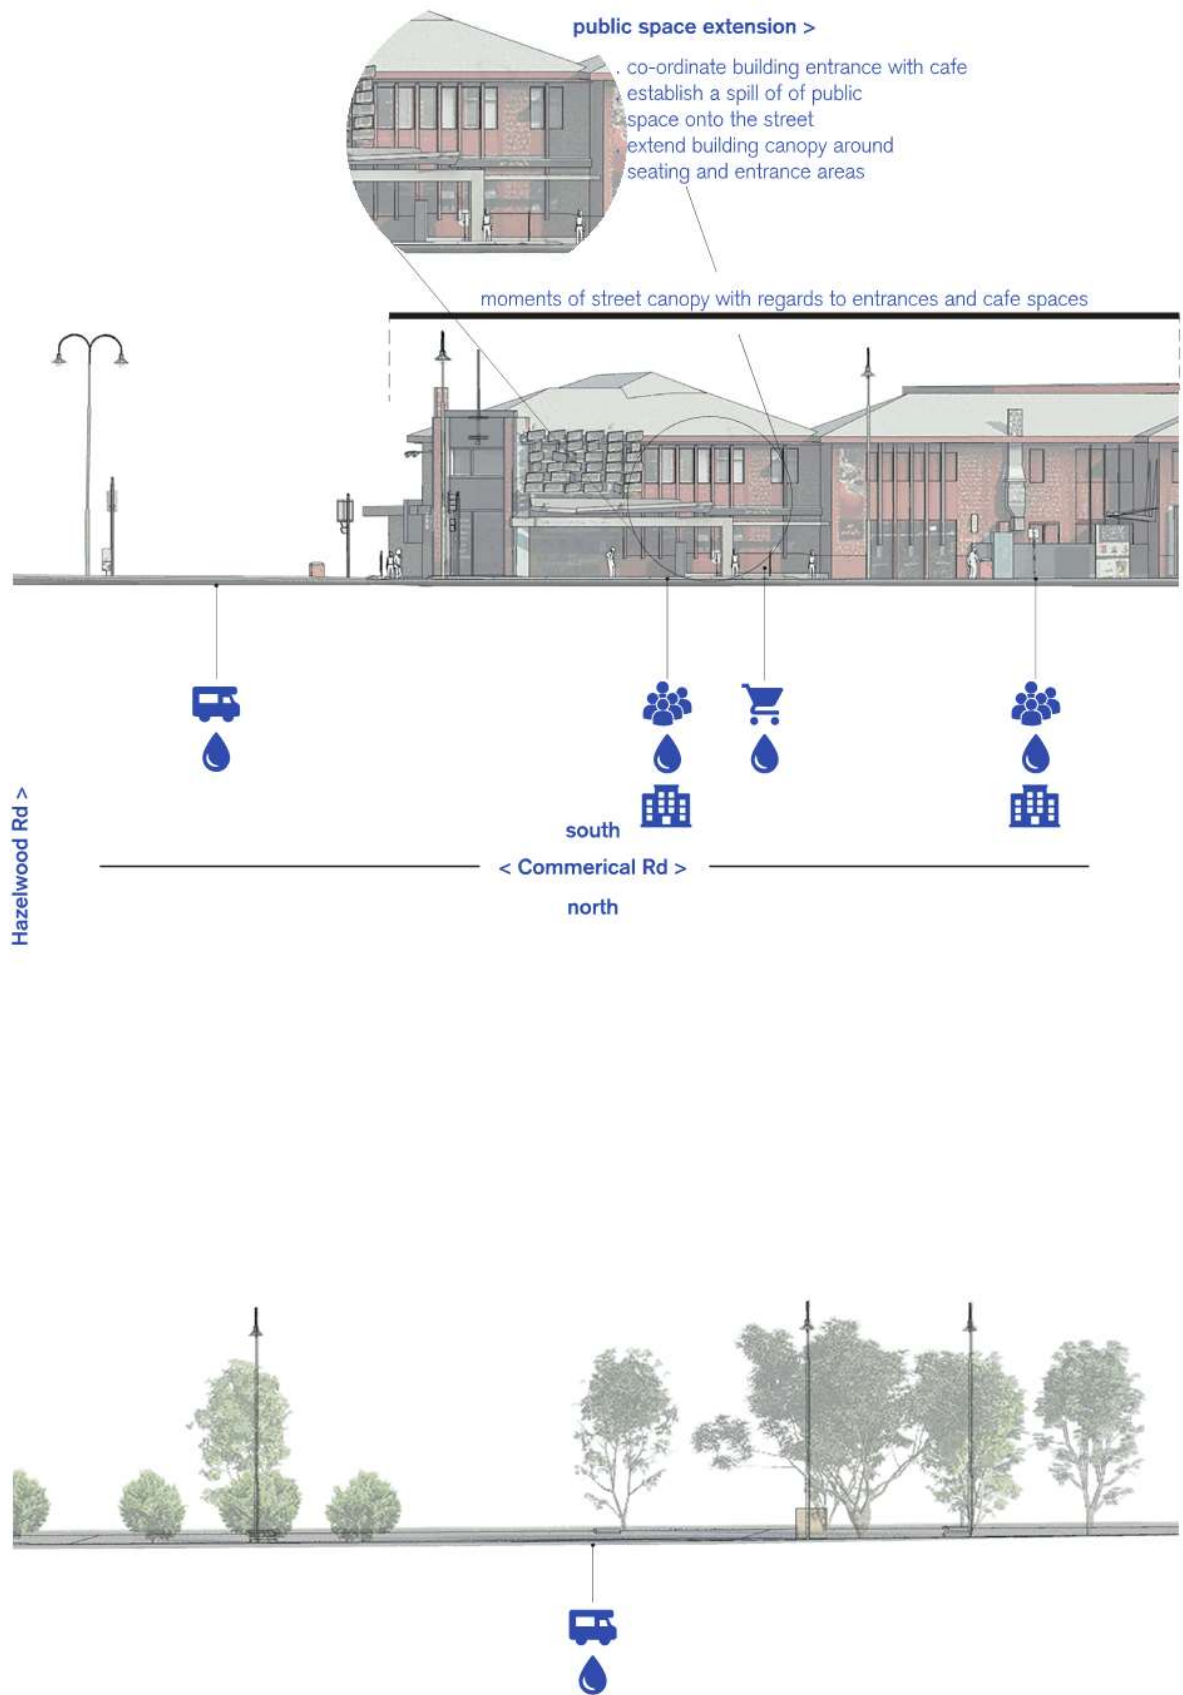 public space extension >
. co-ordinate building entrance with cafe
. establish a spill of of public
space onto the street
. extend building canopy around
seating and entrance areas
moments of street canopy with regards to entrances and cafe spaces
Hazelwood Rd >
south
< Commerical Rd >
north